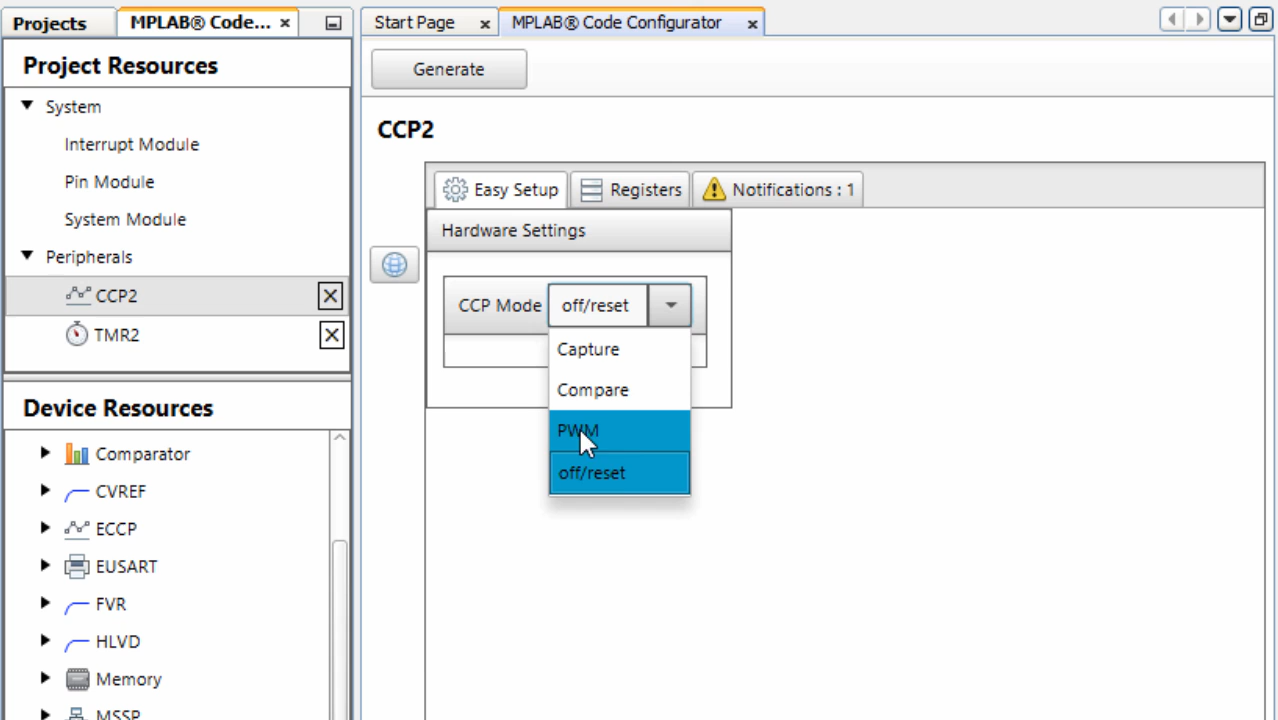 Projects
MPLAB® Code... ×
Start Page ×
MPLAB® Code Configurator ×
Project Resources
System
Interrupt Module
Pin Module
System Module
Peripherals
CCP2
TMR2
Device Resources
Comparator
CVREF
ECCP
EUSART
FVR
HLVD
Memory
MSSP
Generate
CCP2
Easy Setup
Registers
Notifications : 1
Hardware Settings
CCP Mode
off/reset
Capture
Compare
PWM
off/reset